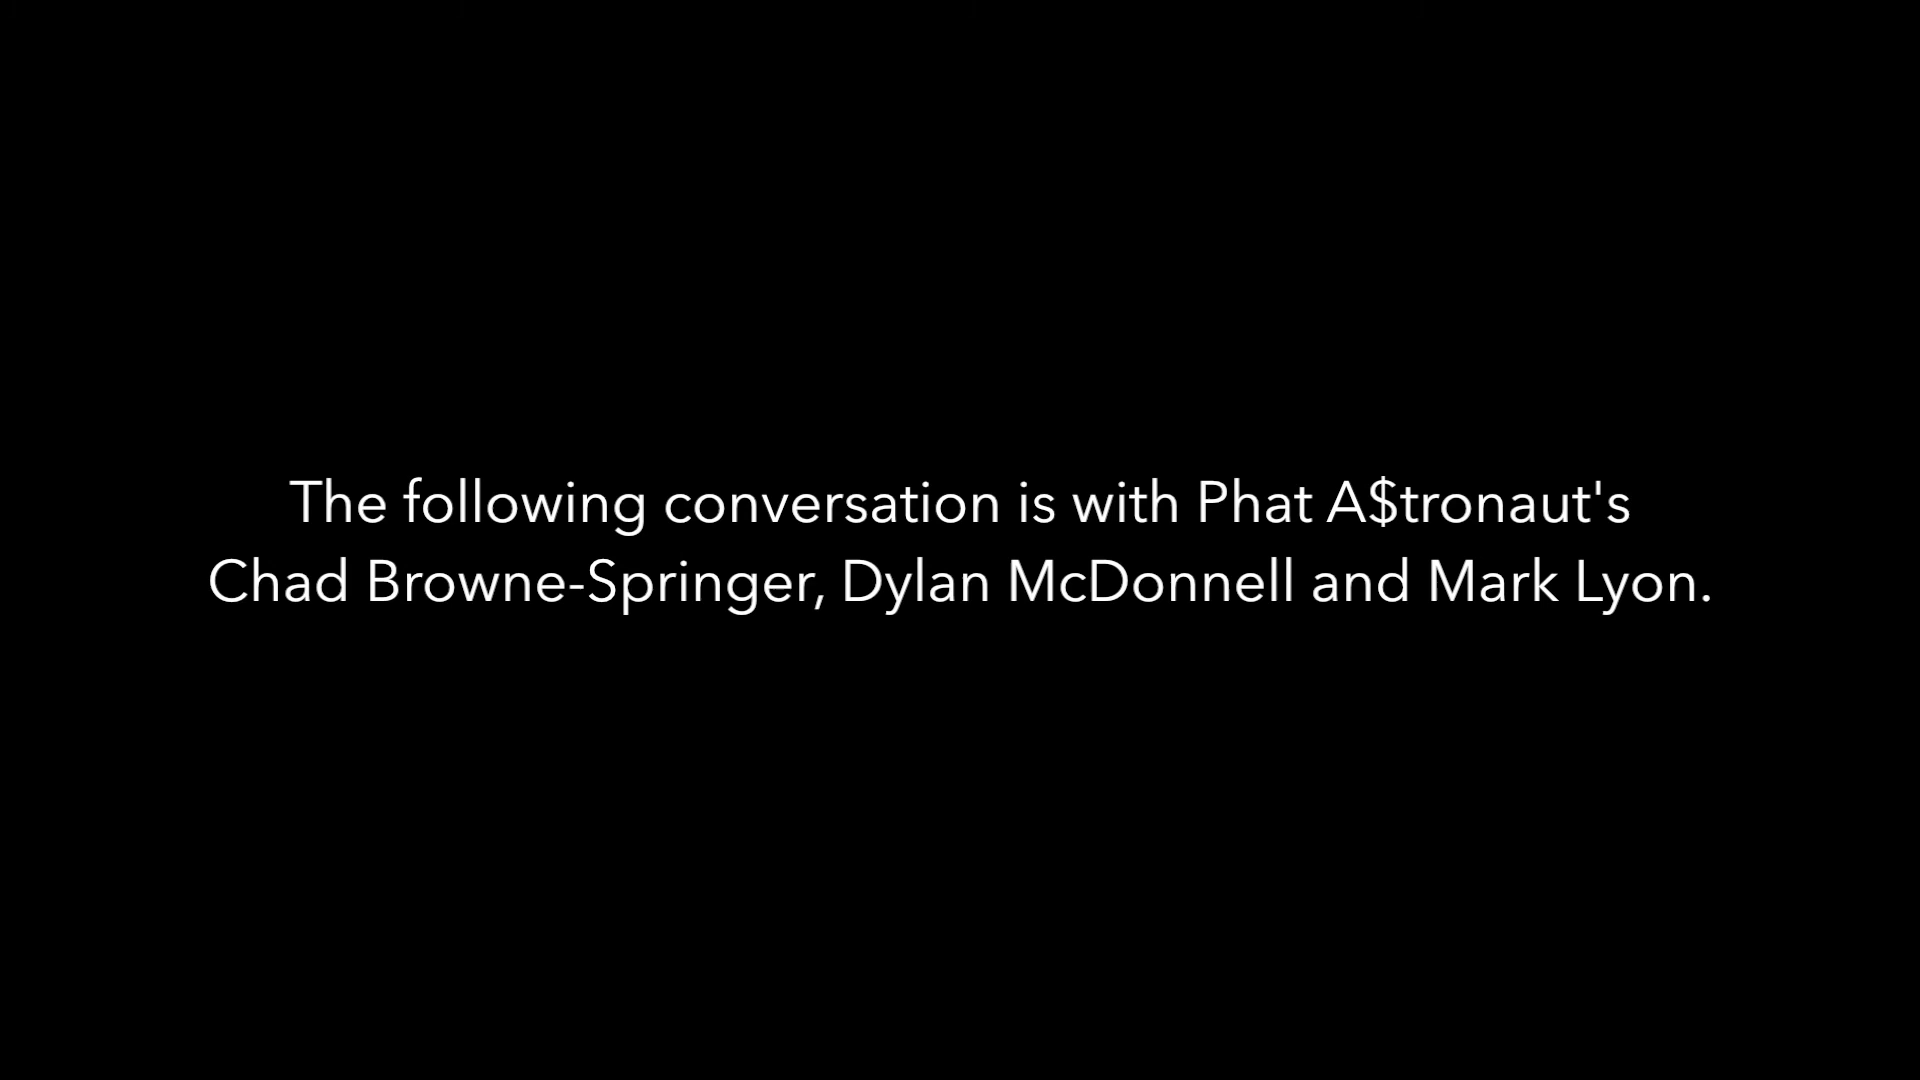 The following conversation is with Phat A$tronaut's
Chad Browne-Springer, Dylan McDonnell and Mark Lyon.